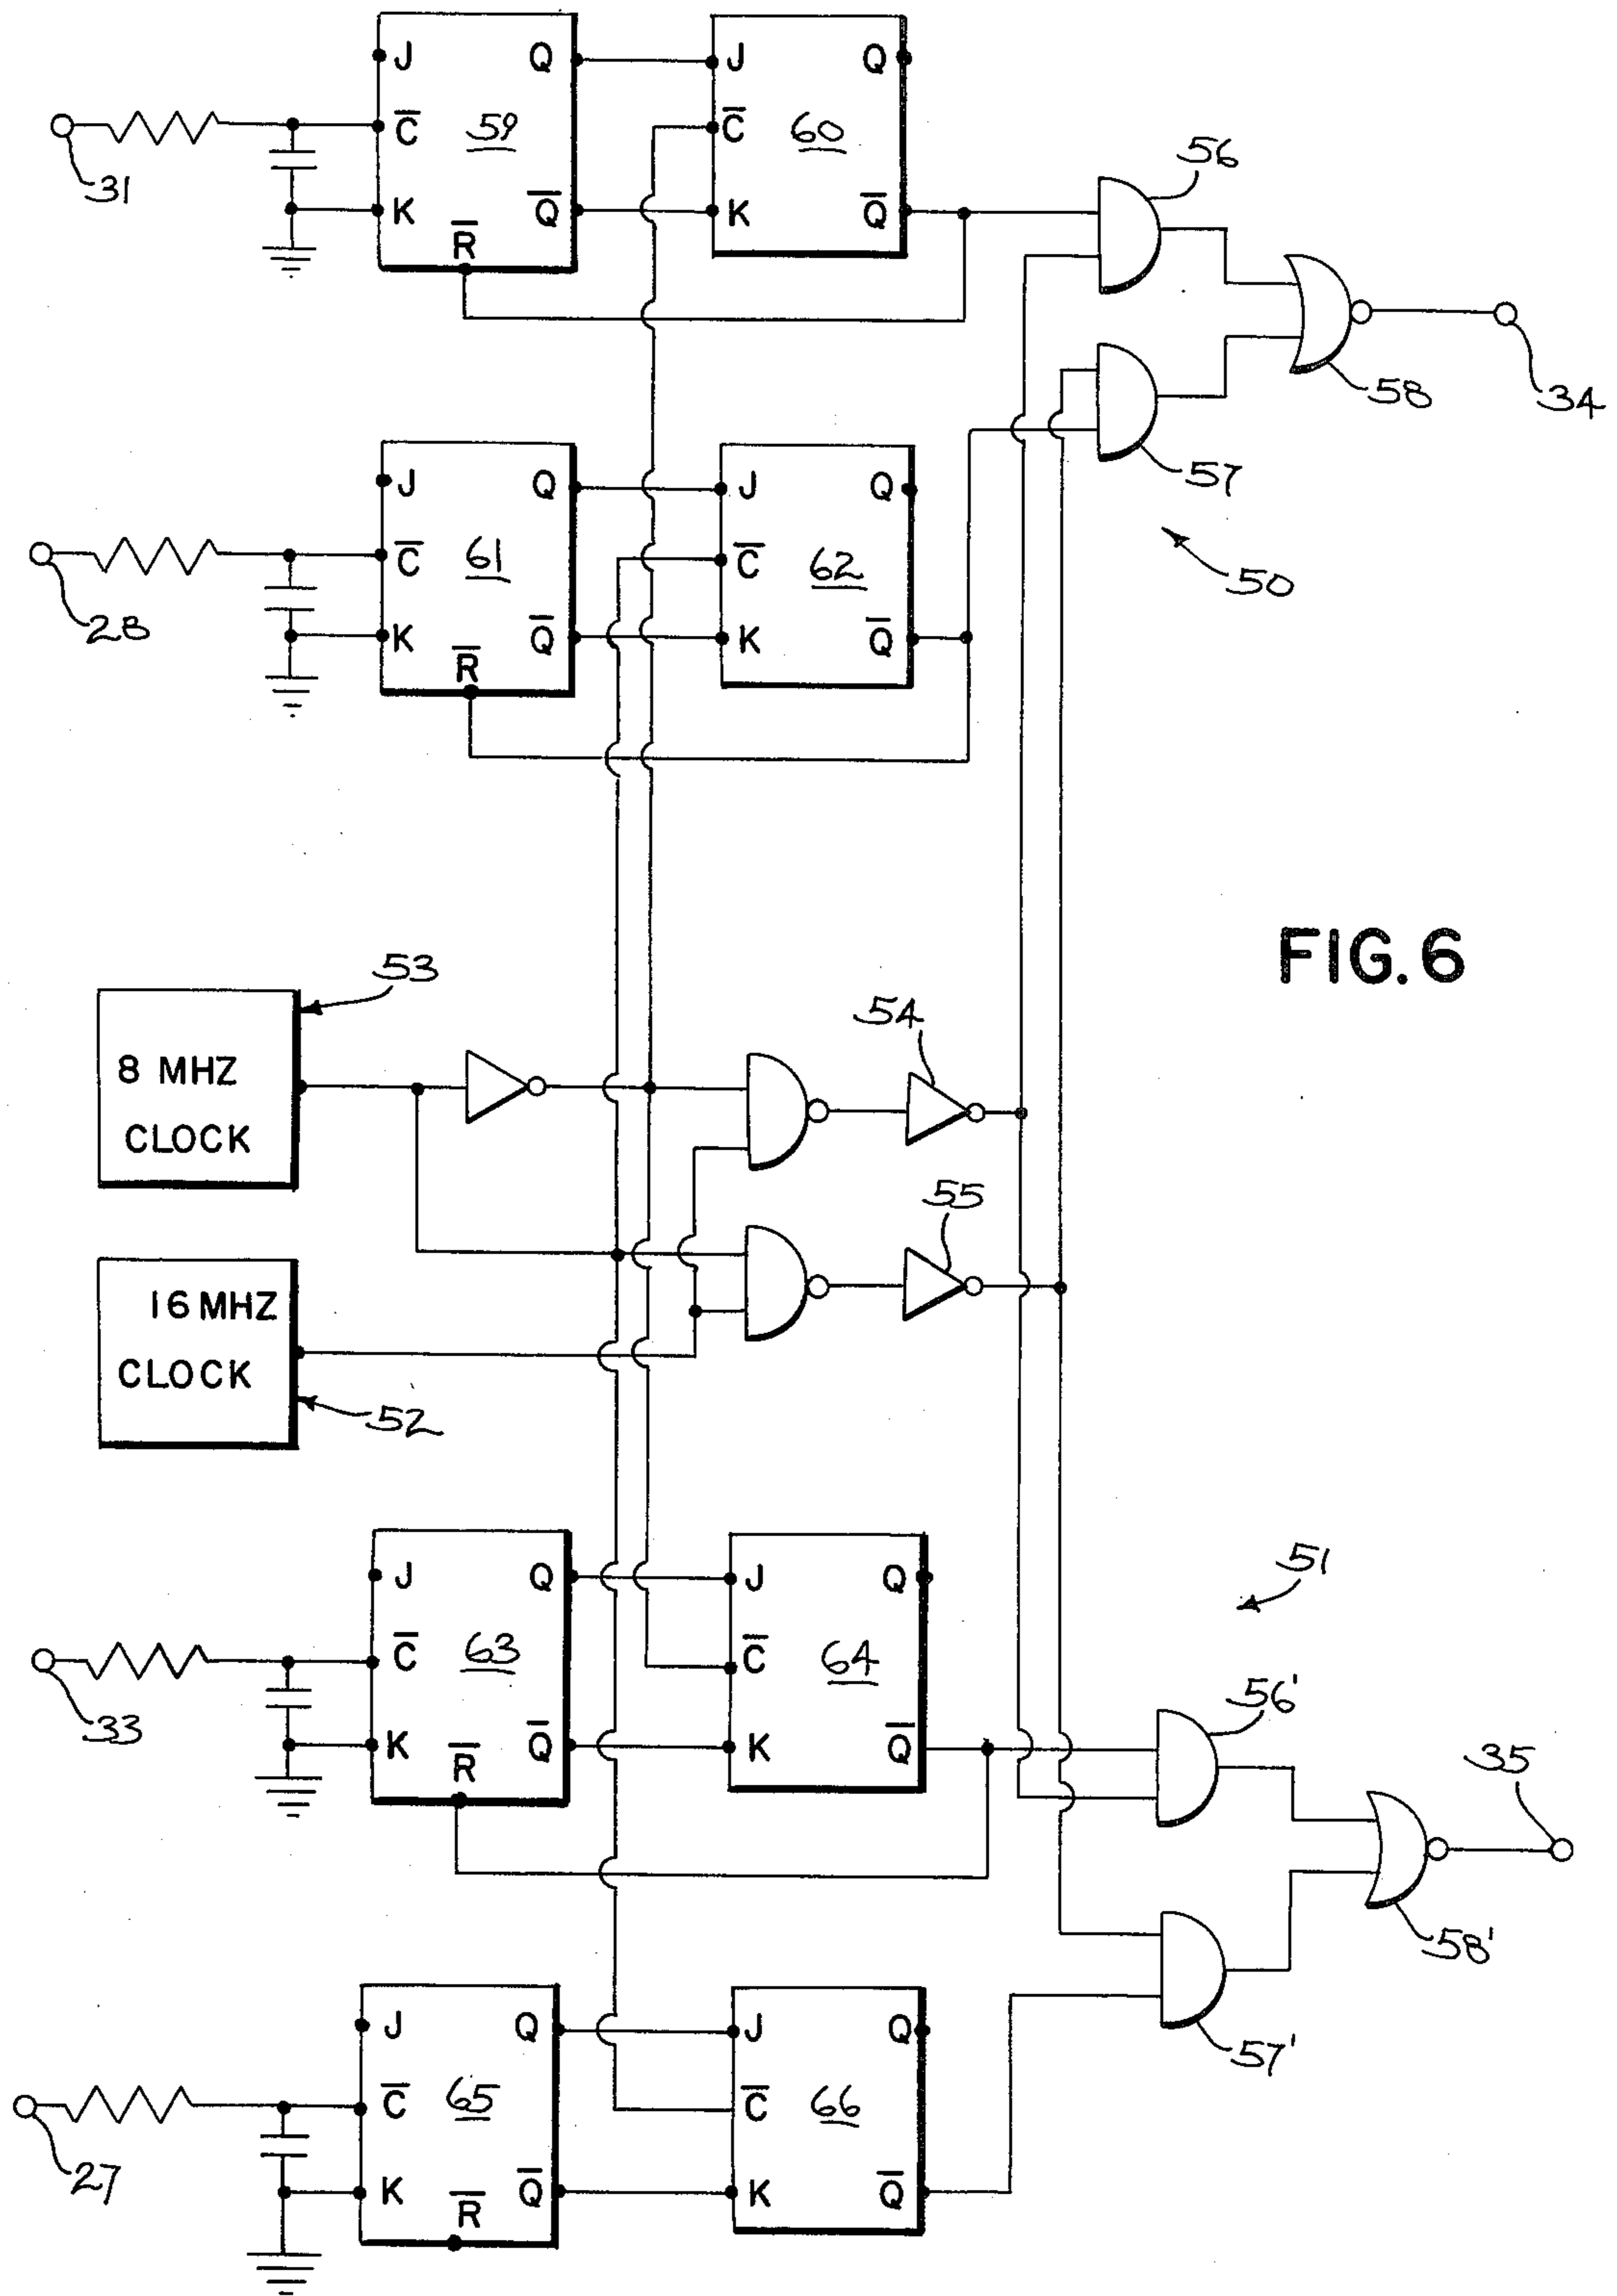 J Q J Q
C̅ 59 C̅ 60
56
31 K Q̅ K Q̅
R̅
58 34
57
J Q J Q
C̅ 61 C̅ 62
50
28 K Q̅ K Q̅
R̅
FIG. 6
53
8 MHZ
CLOCK
54
55
16 MHZ
CLOCK
52
51
J Q J Q
C̅ 63 C̅ 64
56'
33 K Q̅ K Q̅
35
R̅
58'
J Q J Q
57'
C̅ 65 C̅ 66
27 K Q̅ K Q̅
R̅